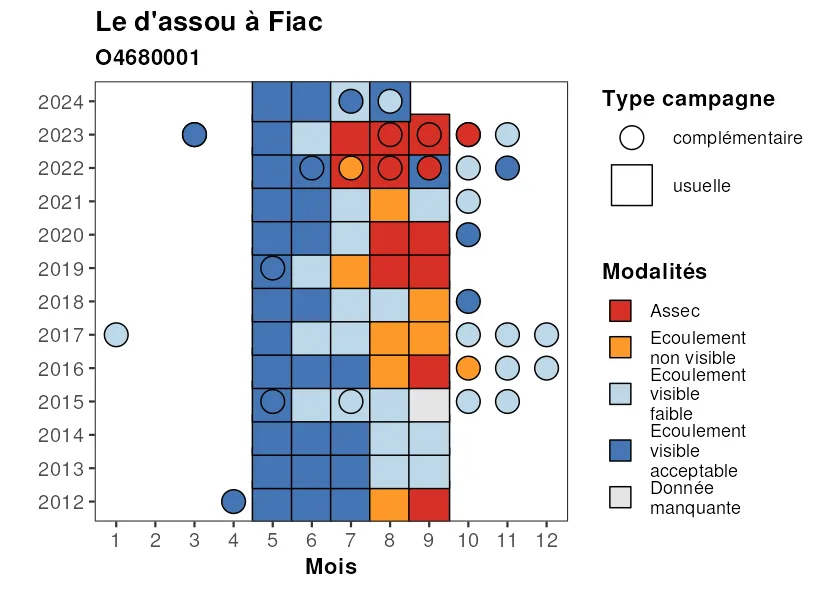 Le d'assou à Fiac
O4680001
2024
2023
2022
2021
2020
2019
2018
2017
2016
2015
2014
2013
2012
1 2 3 4 5 6 7 8 9 10 11 12
Mois
Type campagne
complémentaire
usuelle
Modalités
Assec
Ecoulement
non visible
Ecoulement
visible
faible
Ecoulement
visible
acceptable
Donnée
manquante